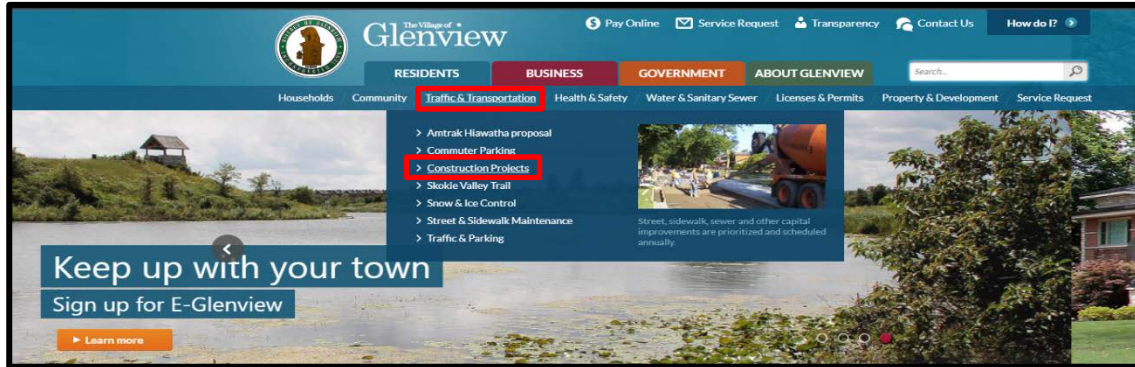 The Village of
Glenview
Pay Online Service Request Transparency Contact Us How do I?
RESIDENTS BUSINESS GOVERNMENT ABOUT GLENVIEW Search...
Households Community Traffic & Transportation Health & Safety Water & Sanitary Sewer Licenses & Permits Property & Development Service Request
> Amtrak Hiawatha proposal
> Commuter Parking
> Construction Projects
> Skokie Valley Trail
> Snow & Ice Control
> Street & Sidewalk Maintenance
> Traffic & Parking
Street, sidewalk, sewer and other capital
improvements are prioritized and scheduled
annually.
Keep up with your town
Sign up for E-Glenview
Learn more